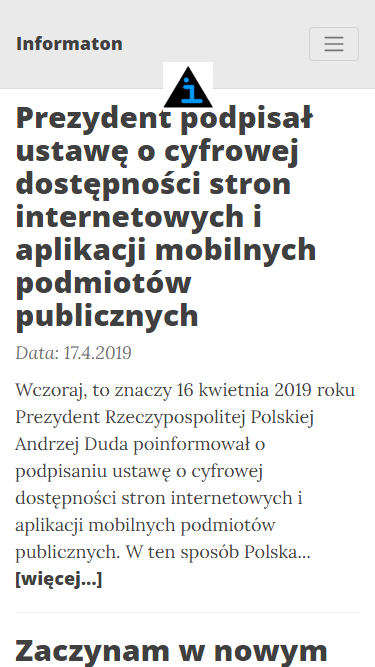 Informaton
i
Prezydent podpisał
ustawę o cyfrowej
dostępności stron
internetowych i
aplikacji mobilnych
podmiotów
publicznych
Data: 17.4.2019
Wczoraj, to znaczy 16 kwietnia 2019 roku
Prezydent Rzeczypospolitej Polskiej
Andrzej Duda poinformował o
podpisaniu ustawę o cyfrowej
dostępności stron internetowych i
aplikacji mobilnych podmiotów
publicznych. W ten sposób Polska...
[więcej...]
Zaczynam w nowym